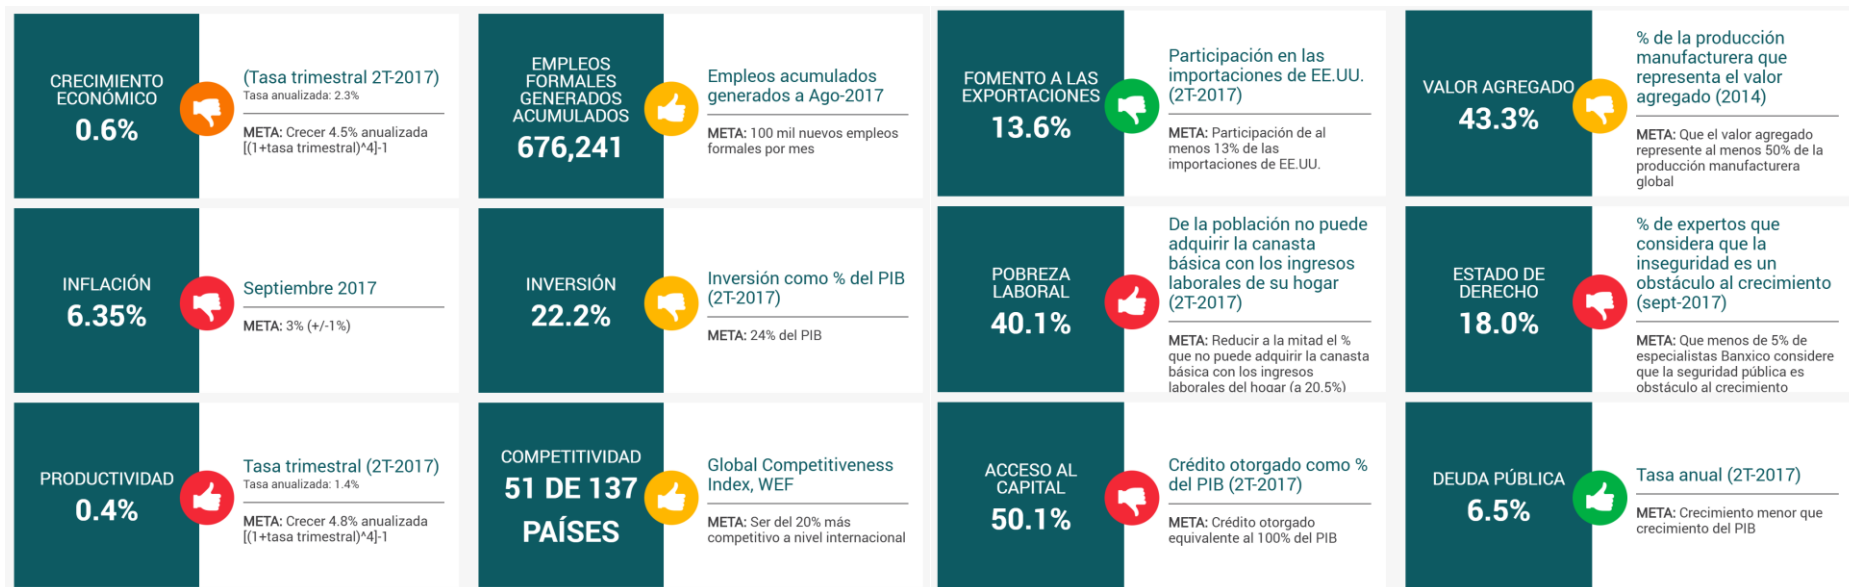 CRECIMIENTO
ECONÓMICO
0.6%
(Tasa trimestral 2T-2017)
Tasa anualizada: 2.3%
META: Crecer 4.5% anualizada
[(1+tasa trimestral)^4]-1
EMPLEOS
FORMALES
GENERADOS
ACUMULADOS
676,241
Empleos acumulados
generados a Ago-2017
META: 100 mil nuevos empleos
formales por mes
FOMENTO A LAS
EXPORTACIONES
13.6%
Participación en las
importaciones de EE.UU.
(2T-2017)
META: Participación de al
menos 13% de las
importaciones de EE.UU.
VALOR AGREGADO
43.3%
% de la producción
manufacturera que
representa el valor
agregado (2014)
META: Que el valor agregado
represente al menos 50% de la
producción manufacturera
global
INFLACIÓN
6.35%
Septiembre 2017
META: 3% (+/-1%)
INVERSIÓN
22.2%
Inversión como % del PIB
(2T-2017)
META: 24% del PIB
POBREZA
LABORAL
40.1%
De la población no puede
adquirir la canasta
básica con los ingresos
laborales de su hogar
(2T-2017)
META: Reducir a la mitad el %
que no puede adquirir la canasta
básica con los ingresos
laborales del hogar (a 20.5%)
ESTADO DE
DERECHO
18.0%
% de expertos que
considera que la
inseguridad es un
obstáculo al crecimiento
(sept-2017)
META: Que menos de 5% de
especialistas Banxico considere
que la seguridad pública es
obstáculo al crecimiento
PRODUCTIVIDAD
0.4%
Tasa trimestral (2T-2017)
Tasa anualizada: 1.4%
META: Crecer 4.8% anualizada
[(1+tasa trimestral)^4]-1
COMPETITIVIDAD
51 DE 137
PAÍSES
Global Competitiveness
Index, WEF
META: Ser del 20% más
competitivo a nivel internacional
ACCESO AL
CAPITAL
50.1%
Crédito otorgado como %
del PIB (2T-2017)
META: Crédito otorgado
equivalente al 100% del PIB
DEUDA PÚBLICA
6.5%
Tasa anual (2T-2017)
META: Crecimiento menor que
crecimiento del PIB